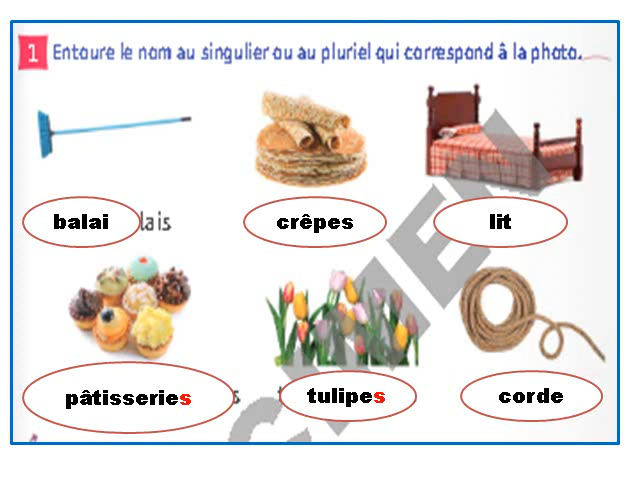 1 Entoure le nom au singulier ou au pluriel qui correspond à la photo.
balai lais
crêpes
lit
pâtisseries s
tulipes
corde
SPECIMEN